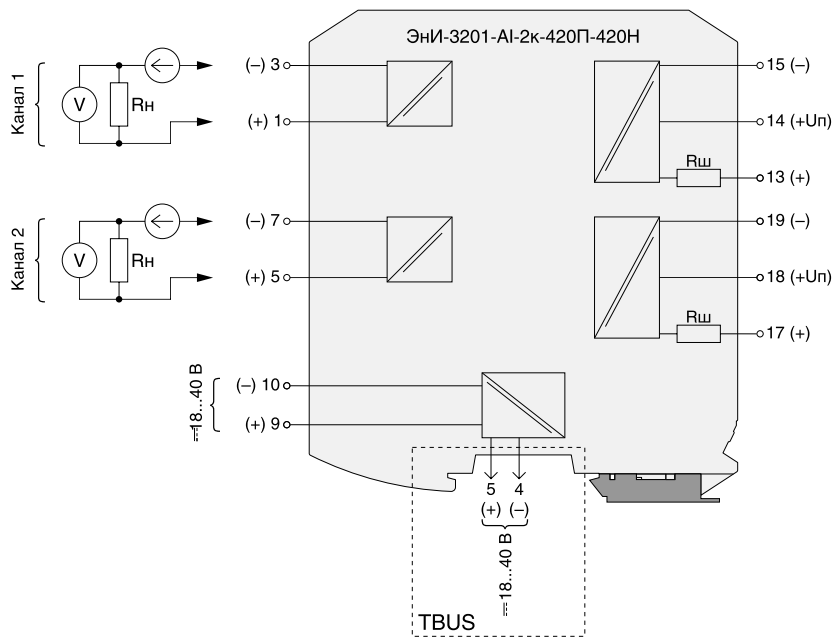 ЭнИ-3201-AI-2к-420П-420Н
Канал 1
V
Rн
(–) 3
(+) 1
15 (–)
14 (+Uп)
Rш
13 (+)
Канал 2
V
Rн
(–) 7
(+) 5
19 (–)
18 (+Uп)
Rш
17 (+)
⎓18...40 В
(–) 10
(+) 9
5 4
(+) (–)
⎓18...40 В
TBUS